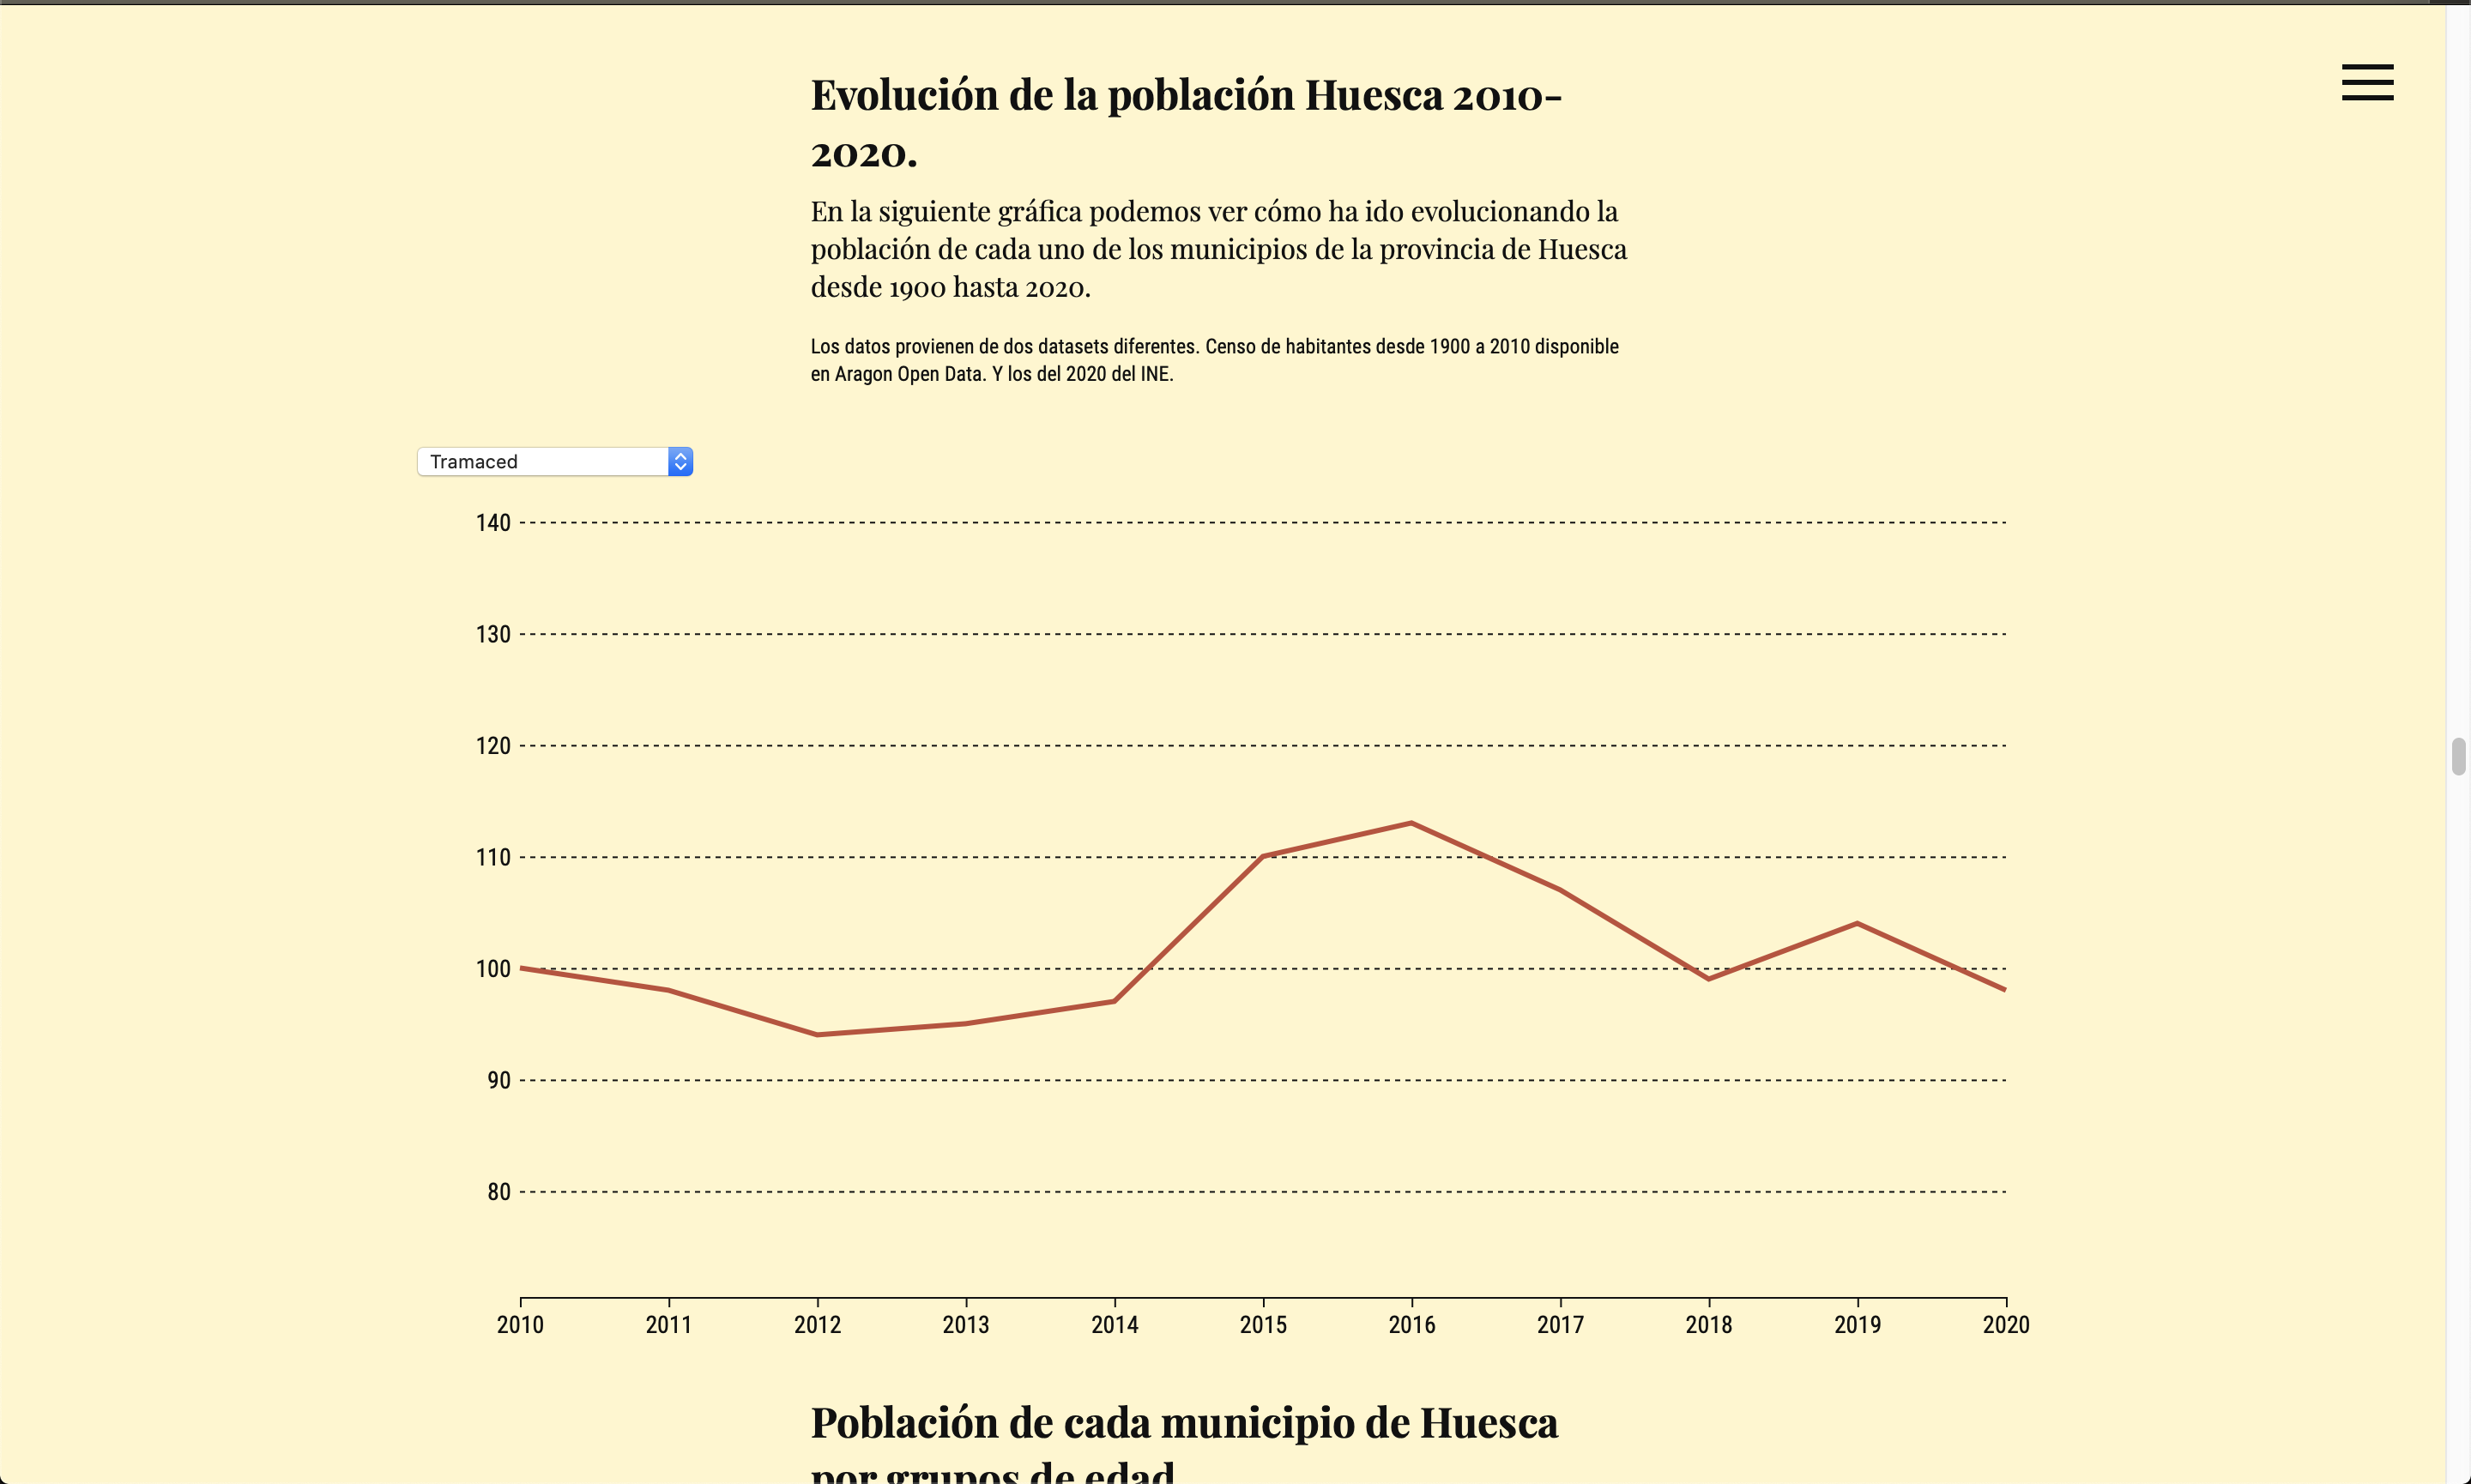 Evolución de la población Huesca 2010-
2020.
En la siguiente gráfica podemos ver cómo ha ido evolucionando la
población de cada uno de los municipios de la provincia de Huesca
desde 1900 hasta 2020.
Los datos provienen de dos datasets diferentes. Censo de habitantes desde 1900 a 2010 disponible
en Aragon Open Data. Y los del 2020 del INE.
Tramaced
140
130
120
110
100
90
80
2010 2011 2012 2013 2014 2015 2016 2017 2018 2019 2020
Población de cada municipio de Huesca
por grupos de edad